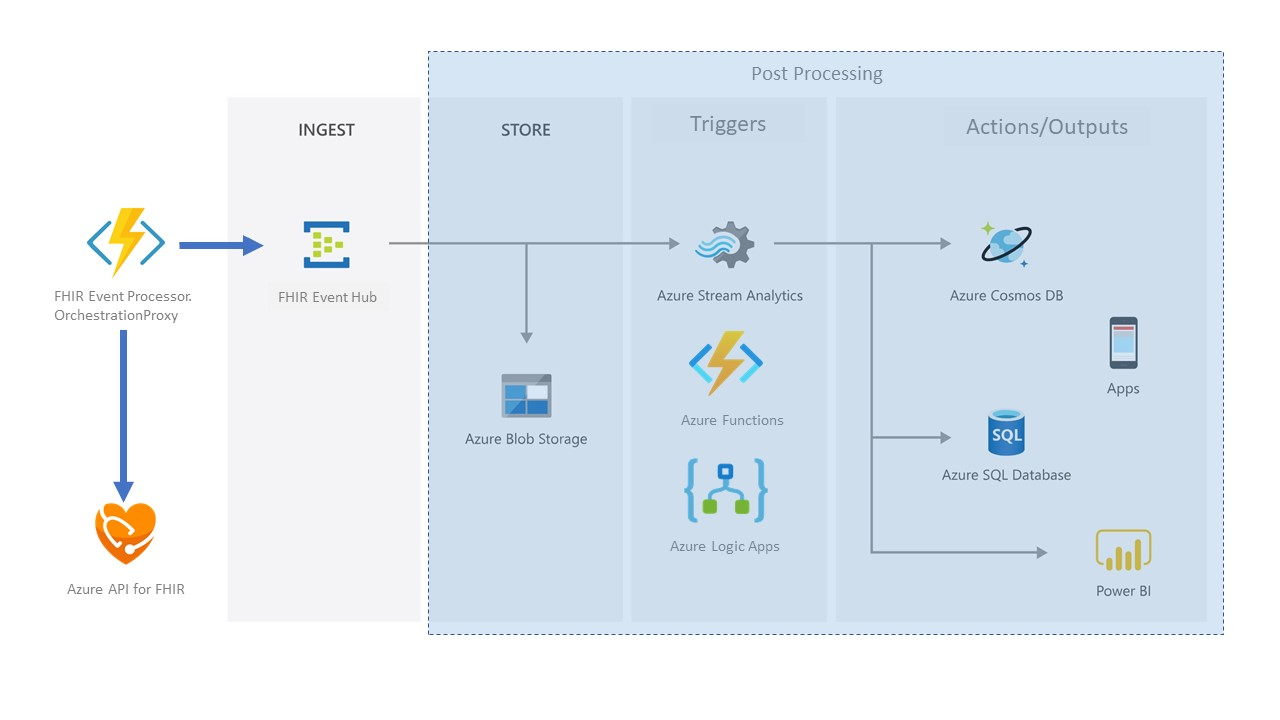 Post Processing
INGEST
STORE
Triggers
Actions/Outputs
FHIR Event Processor.
OrchestrationProxy
FHIR Event Hub
Azure Stream Analytics
Azure Cosmos DB
Apps
Azure Functions
Azure Blob Storage
SQL
Azure SQL Database
Azure Logic Apps
Azure API for FHIR
Power BI